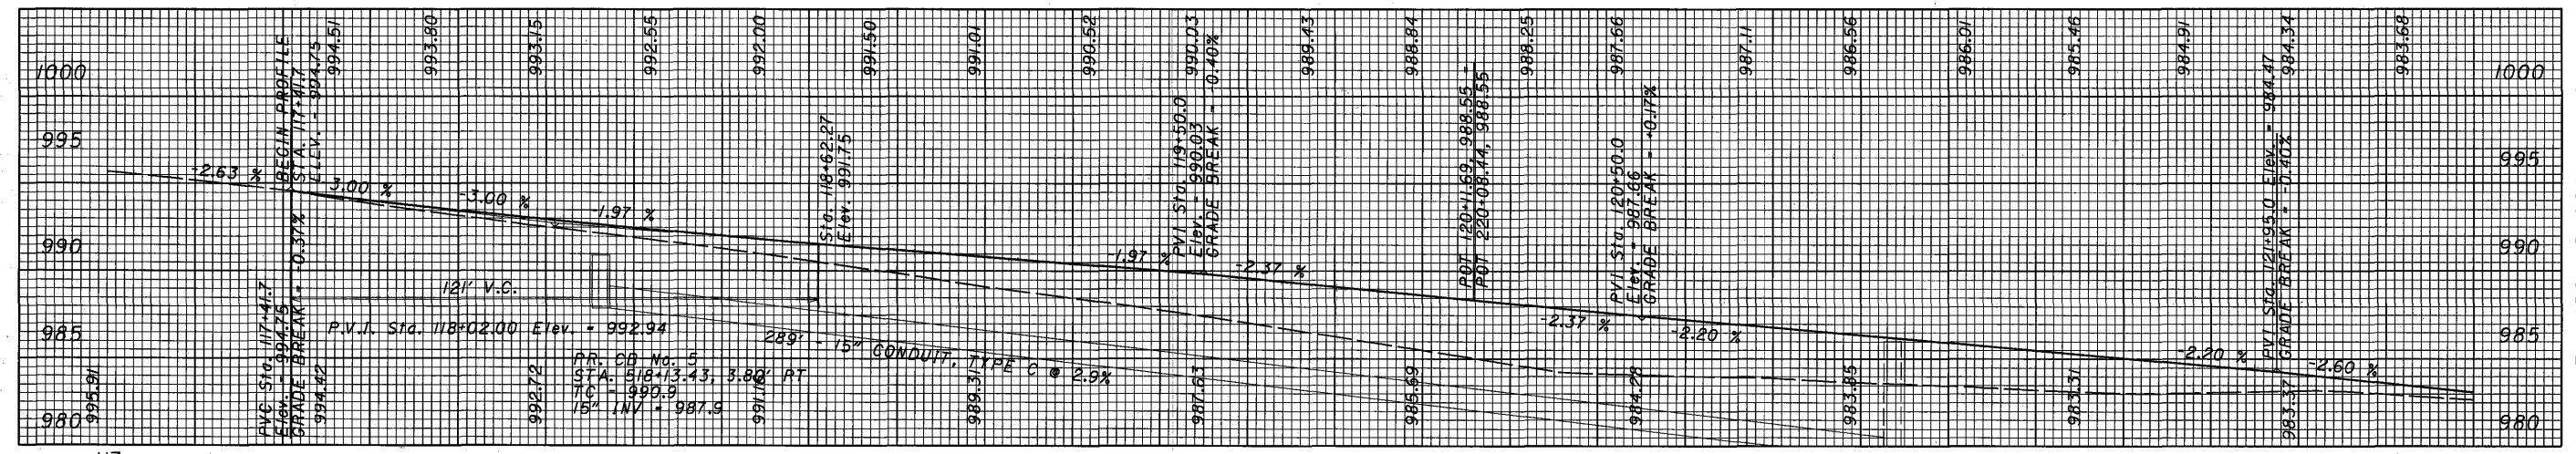 994.51
993.80
993.15
992.55
992.00
991.50
991.01
990.52
990.03
989.43
988.84
988.25
987.66
987.11
986.56
986.01
985.46
984.91
984.34
983.68
1000
1000
995
995
990
990
985
985
980
980
BEGIN PROFILE
STA. 117+41.7
ELEV. = 994.75
-2.63 %
3.00 %
-3.00 %
-1.97 %
Sta. 118+62.27
Elev. 991.75
-1.97 %
PVI Sta. 119+50.0
Elev. = 990.03
GRADE BREAK = -0.40%
-2.37 %
POT 120+1.69, 988.55 =
POT 220+08.44, 988.55
-2.37 %
PVI Sta. 120+50.0
Elev. = 987.66
GRADE BREAK = +0.17%
-2.20 %
-2.20 %
PVI Sta. 121+95.0 Elev. = 984.47
GRADE BREAK = -0.40%
-2.60 %
PVC Sta. 117+41.7
Elev. = 994.75
GRADE BREAK = -0.37%
121' V.C.
P.V.I. Sta. 118+02.00 Elev. = 992.94
PR. CB No. 5
STA. 518+13.43, 3.80' RT
TC = 990.9
15" INV = 987.9
289' - 15" CONDUIT, TYPE C @ 2.9%
995.91
994.42
992.72
991.16
989.31
987.63
985.69
984.28
983.85
983.31
983.37